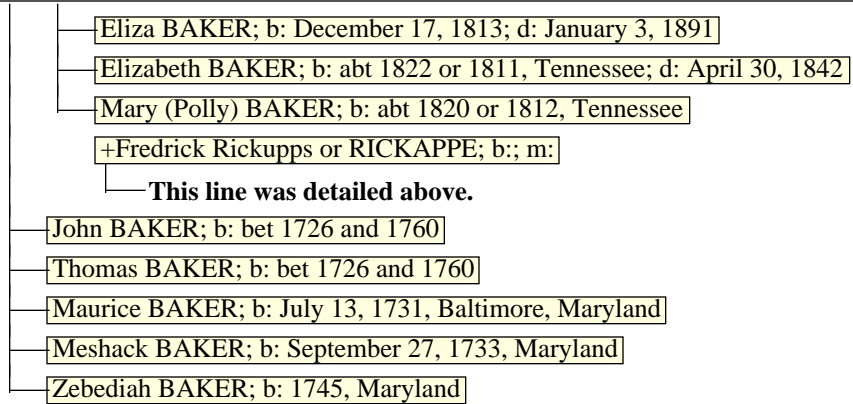 Eliza BAKER; b: December 17, 1813; d: January 3, 1891
Elizabeth BAKER; b: abt 1822 or 1811, Tennessee; d: April 30, 1842
Mary (Polly) BAKER; b: abt 1820 or 1812, Tennessee
+Fredrick Rickupps or RICKAPPE; b:; m:
This line was detailed above.
John BAKER; b: bet 1726 and 1760
Thomas BAKER; b: bet 1726 and 1760
Maurice BAKER; b: July 13, 1731, Baltimore, Maryland
Meshack BAKER; b: September 27, 1733, Maryland
Zebediah BAKER; b: 1745, Maryland